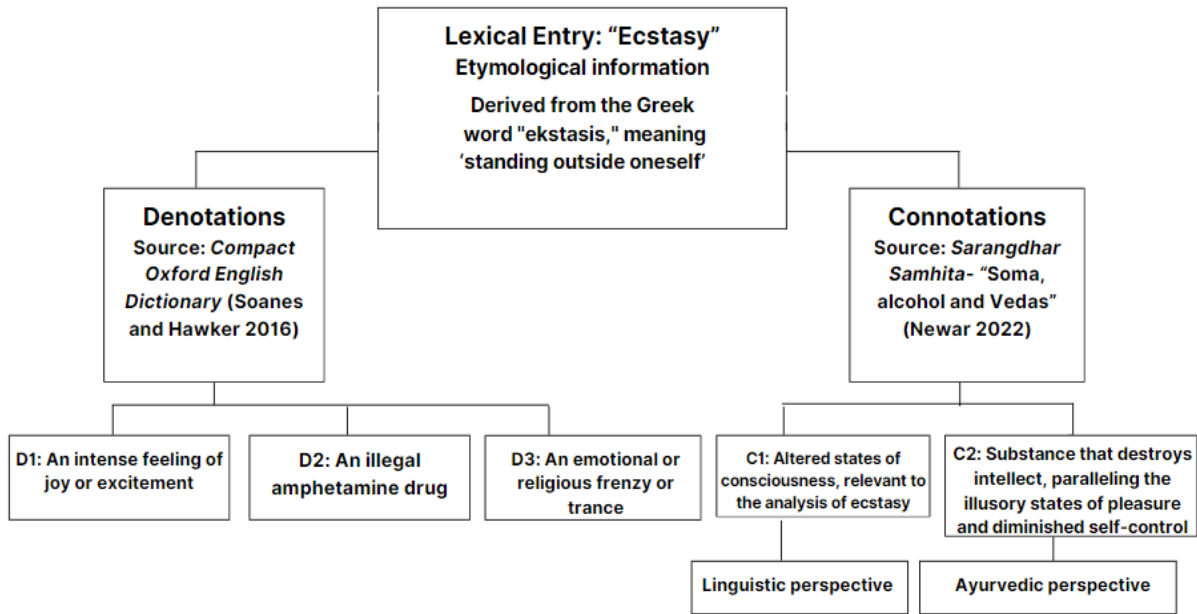 Lexical Entry: “Ecstasy”
Etymological information
Derived from the Greek
word "ekstasis," meaning
‘standing outside oneself’
Denotations
Source: Compact
Oxford English
Dictionary (Soanes
and Hawker 2016)
Connotations
Source: Sarangdhar
Samhita- “Soma,
alcohol and Vedas”
(Newar 2022)
D1: An intense feeling of
joy or excitement
D2: An illegal
amphetamine drug
D3: An emotional or
religious frenzy or
trance
C1: Altered states of
consciousness, relevant to
the analysis of ecstasy
C2: Substance that destroys
intellect, paralleling the
illusory states of pleasure
and diminished self-control
Linguistic perspective
Ayurvedic perspective